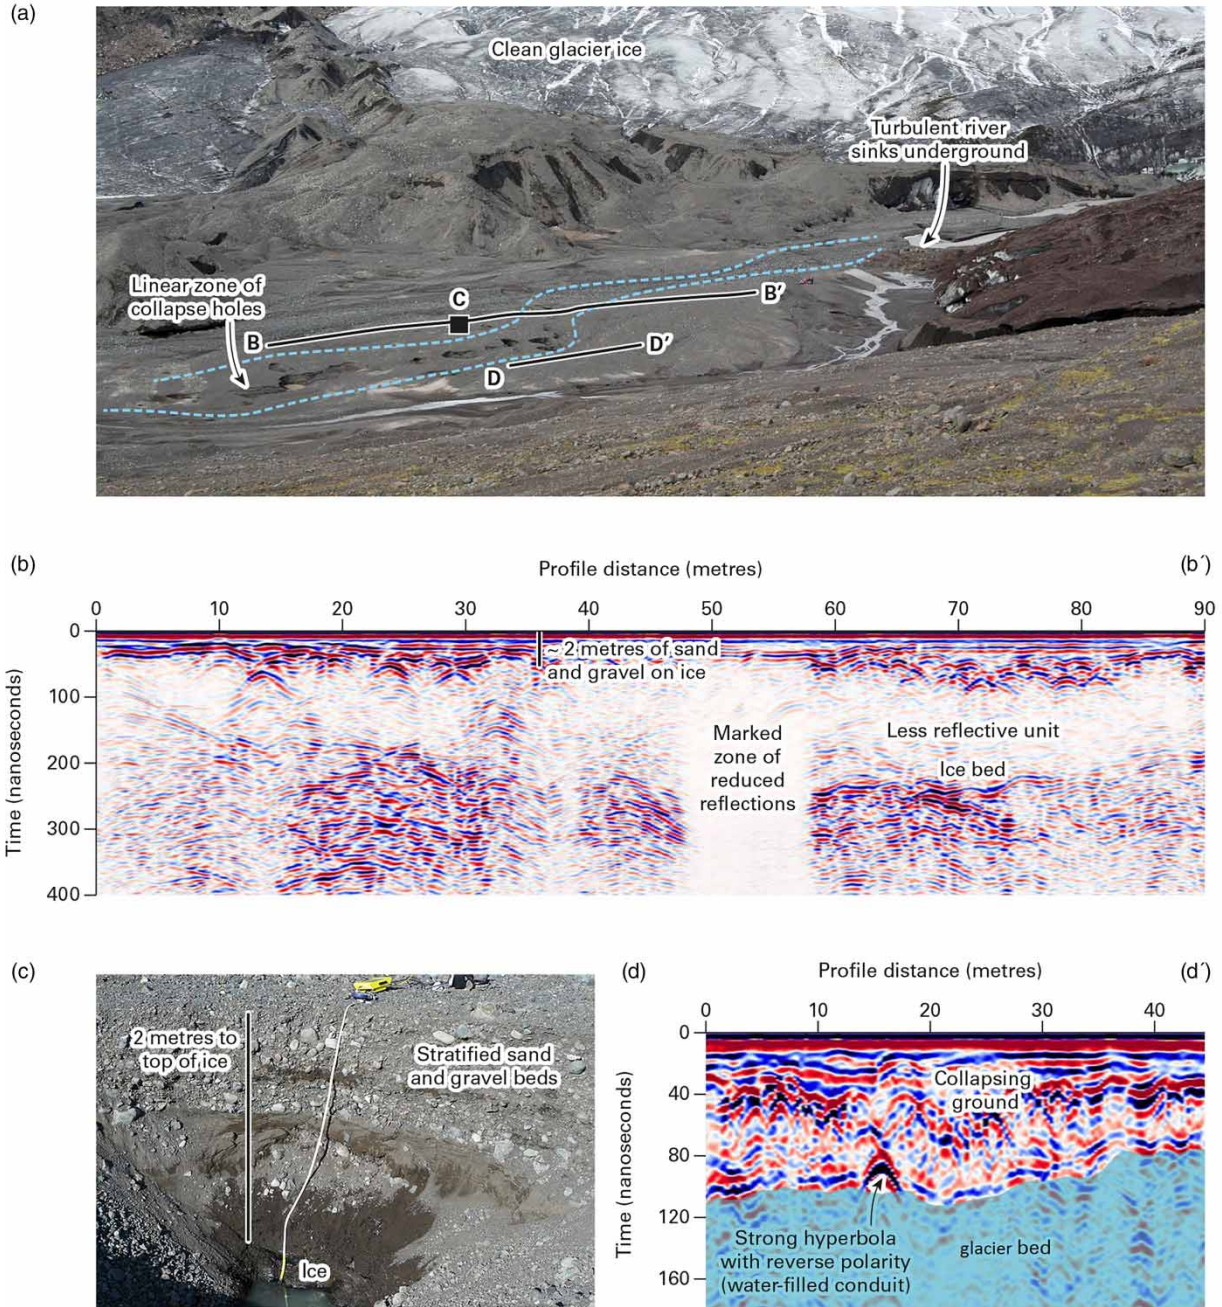 (a)
Clean glacier ice
Turbulent river
sinks underground
Linear zone of
collapse holes
C
B
B′
D
D′
(b)
(b´)
Profile distance (metres)
0 10 20 30 40 50 60 70 80 90
Time (nanoseconds)
0
100
200
300
400
~ 2 metres of sand
and gravel on ice
Marked
zone of
reduced
reflections
Less reflective unit
Ice bed
(c)
2 metres to
top of ice
Stratified sand
and gravel beds
Ice
(d)
(d´)
Profile distance (metres)
0 10 20 30 40
Time (nanoseconds)
0
40
80
120
160
Collapsing
ground
Strong hyperbola
with reverse polarity
(water-filled conduit)
glacier bed